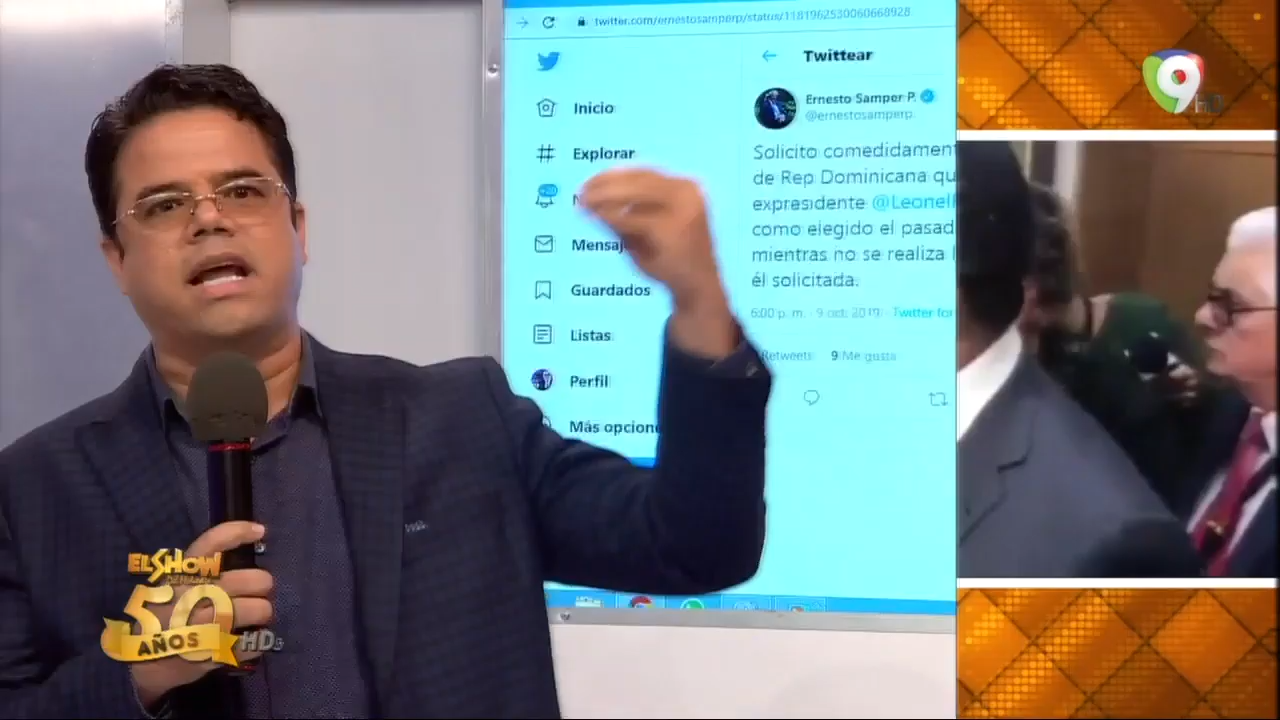 twitter.com/ernestosamperp/status/1181962530060668928
Twittear
Inicio
Explorar
Mensaj
Guardados
Listas
Perfil
Más opcione
Ernesto Samper P.
@ernestosamperp
Solicito comedidament
de Rep Dominicana qu
expresidente @Leonel
como elegido el pasad
mientras no se realiza l
él solicitada.
6:00 p. m. · 9 oct. 2019 · Twitter for
Retweets 9 Me gusta
9
HD
EL SHOW
50
AÑOS
HD